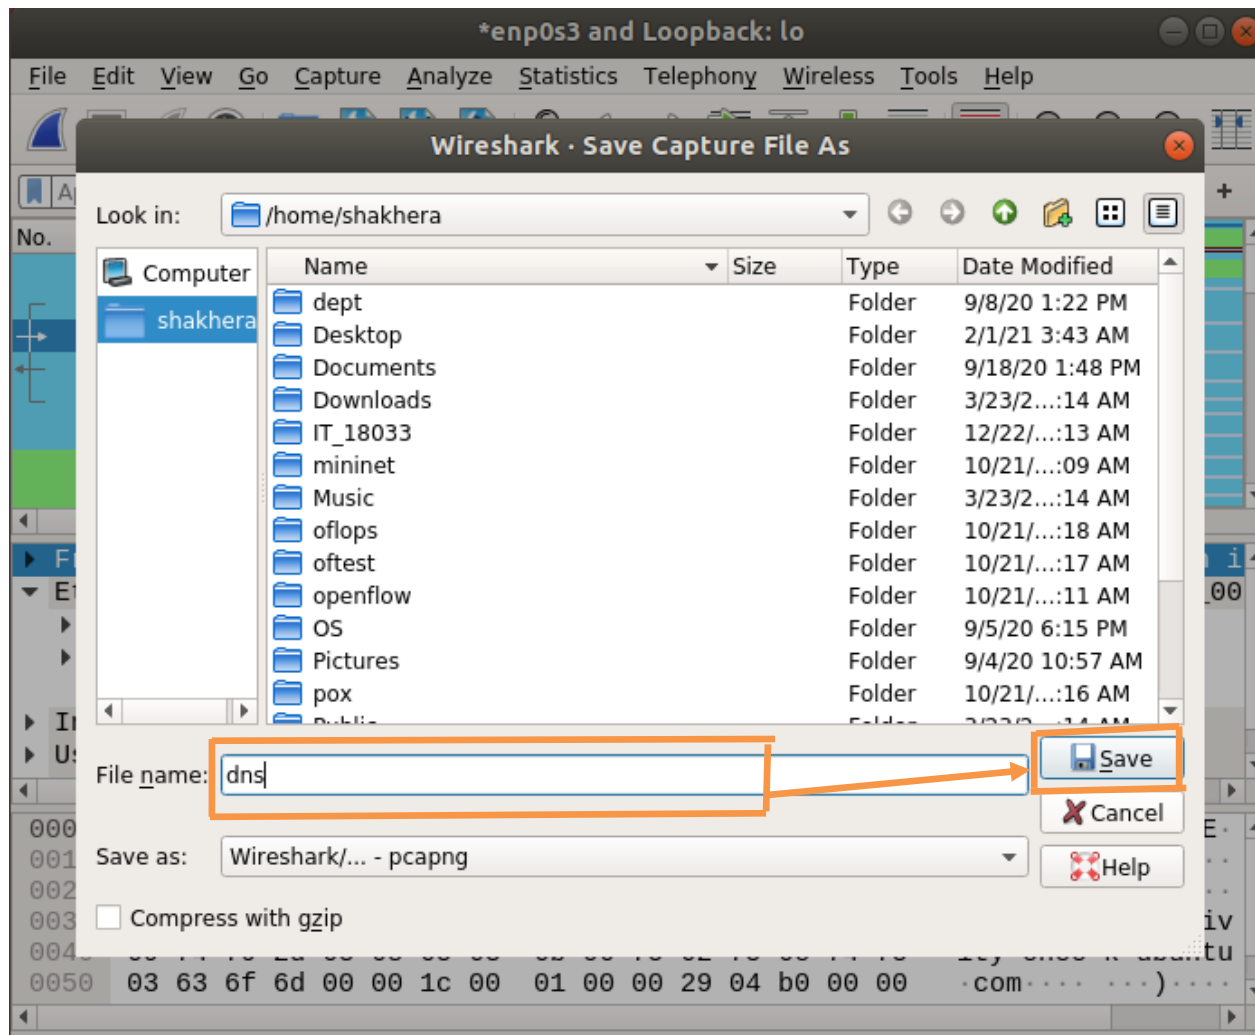 *enp0s3 and Loopback: lo
File Edit View Go Capture Analyze Statistics Telephony Wireless Tools Help
Wireshark · Save Capture File As
Look in: /home/shakhera
No.
Computer
shakhera
Name Size Type Date Modified
dept Folder 9/8/20 1:22 PM
Desktop Folder 2/1/21 3:43 AM
Documents Folder 9/18/20 1:48 PM
Downloads Folder 3/23/2...:14 AM
IT_18033 Folder 12/22/...:13 AM
mininet Folder 10/21/...:09 AM
Music Folder 3/23/2...:14 AM
oflops Folder 10/21/...:18 AM
oftest Folder 10/21/...:17 AM
openflow Folder 10/21/...:11 AM
OS Folder 9/5/20 6:15 PM
Pictures Folder 9/4/20 10:57 AM
pox Folder 10/21/...:16 AM
Public Folder 3/23/2...:14 AM
File name: dns
Save
Cancel
Save as: Wireshark/... - pcapng
Help
Compress with gzip
0050 03 63 6f 6d 00 00 1c 00 01 00 00 29 04 b0 00 00 ·com···· ···)····